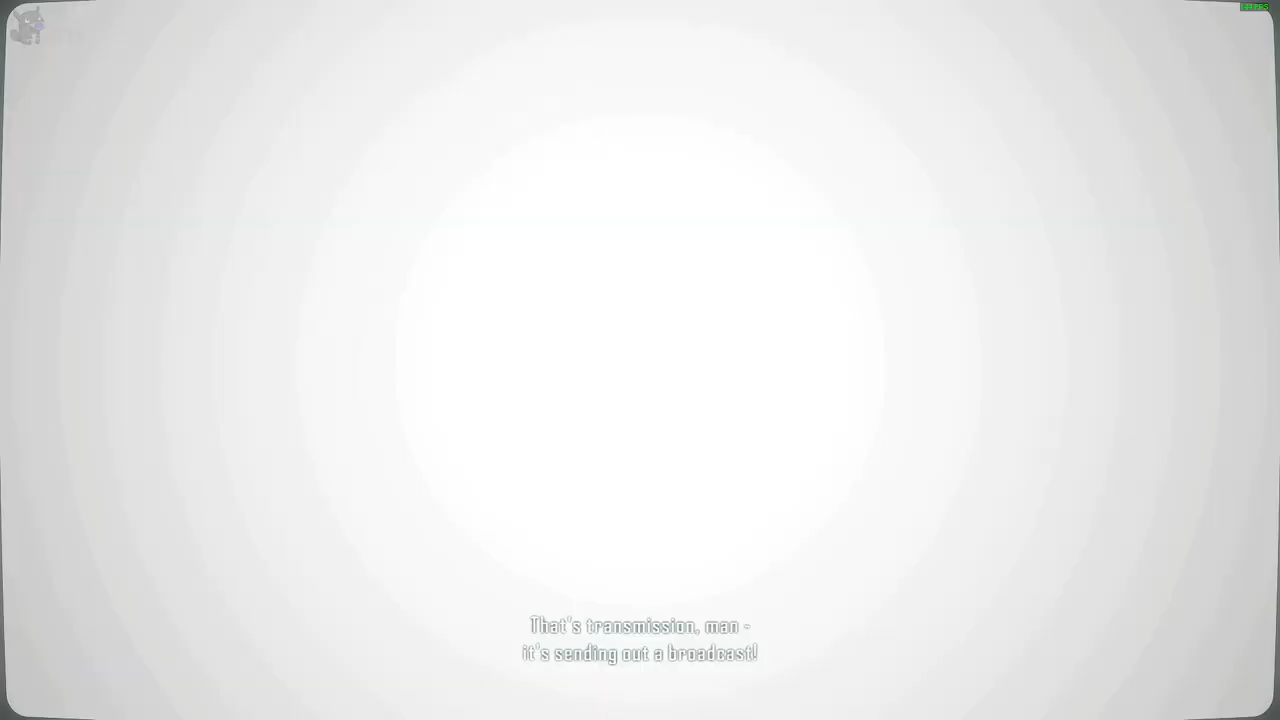 That's transmission, man -
it's sending out a broadcast!